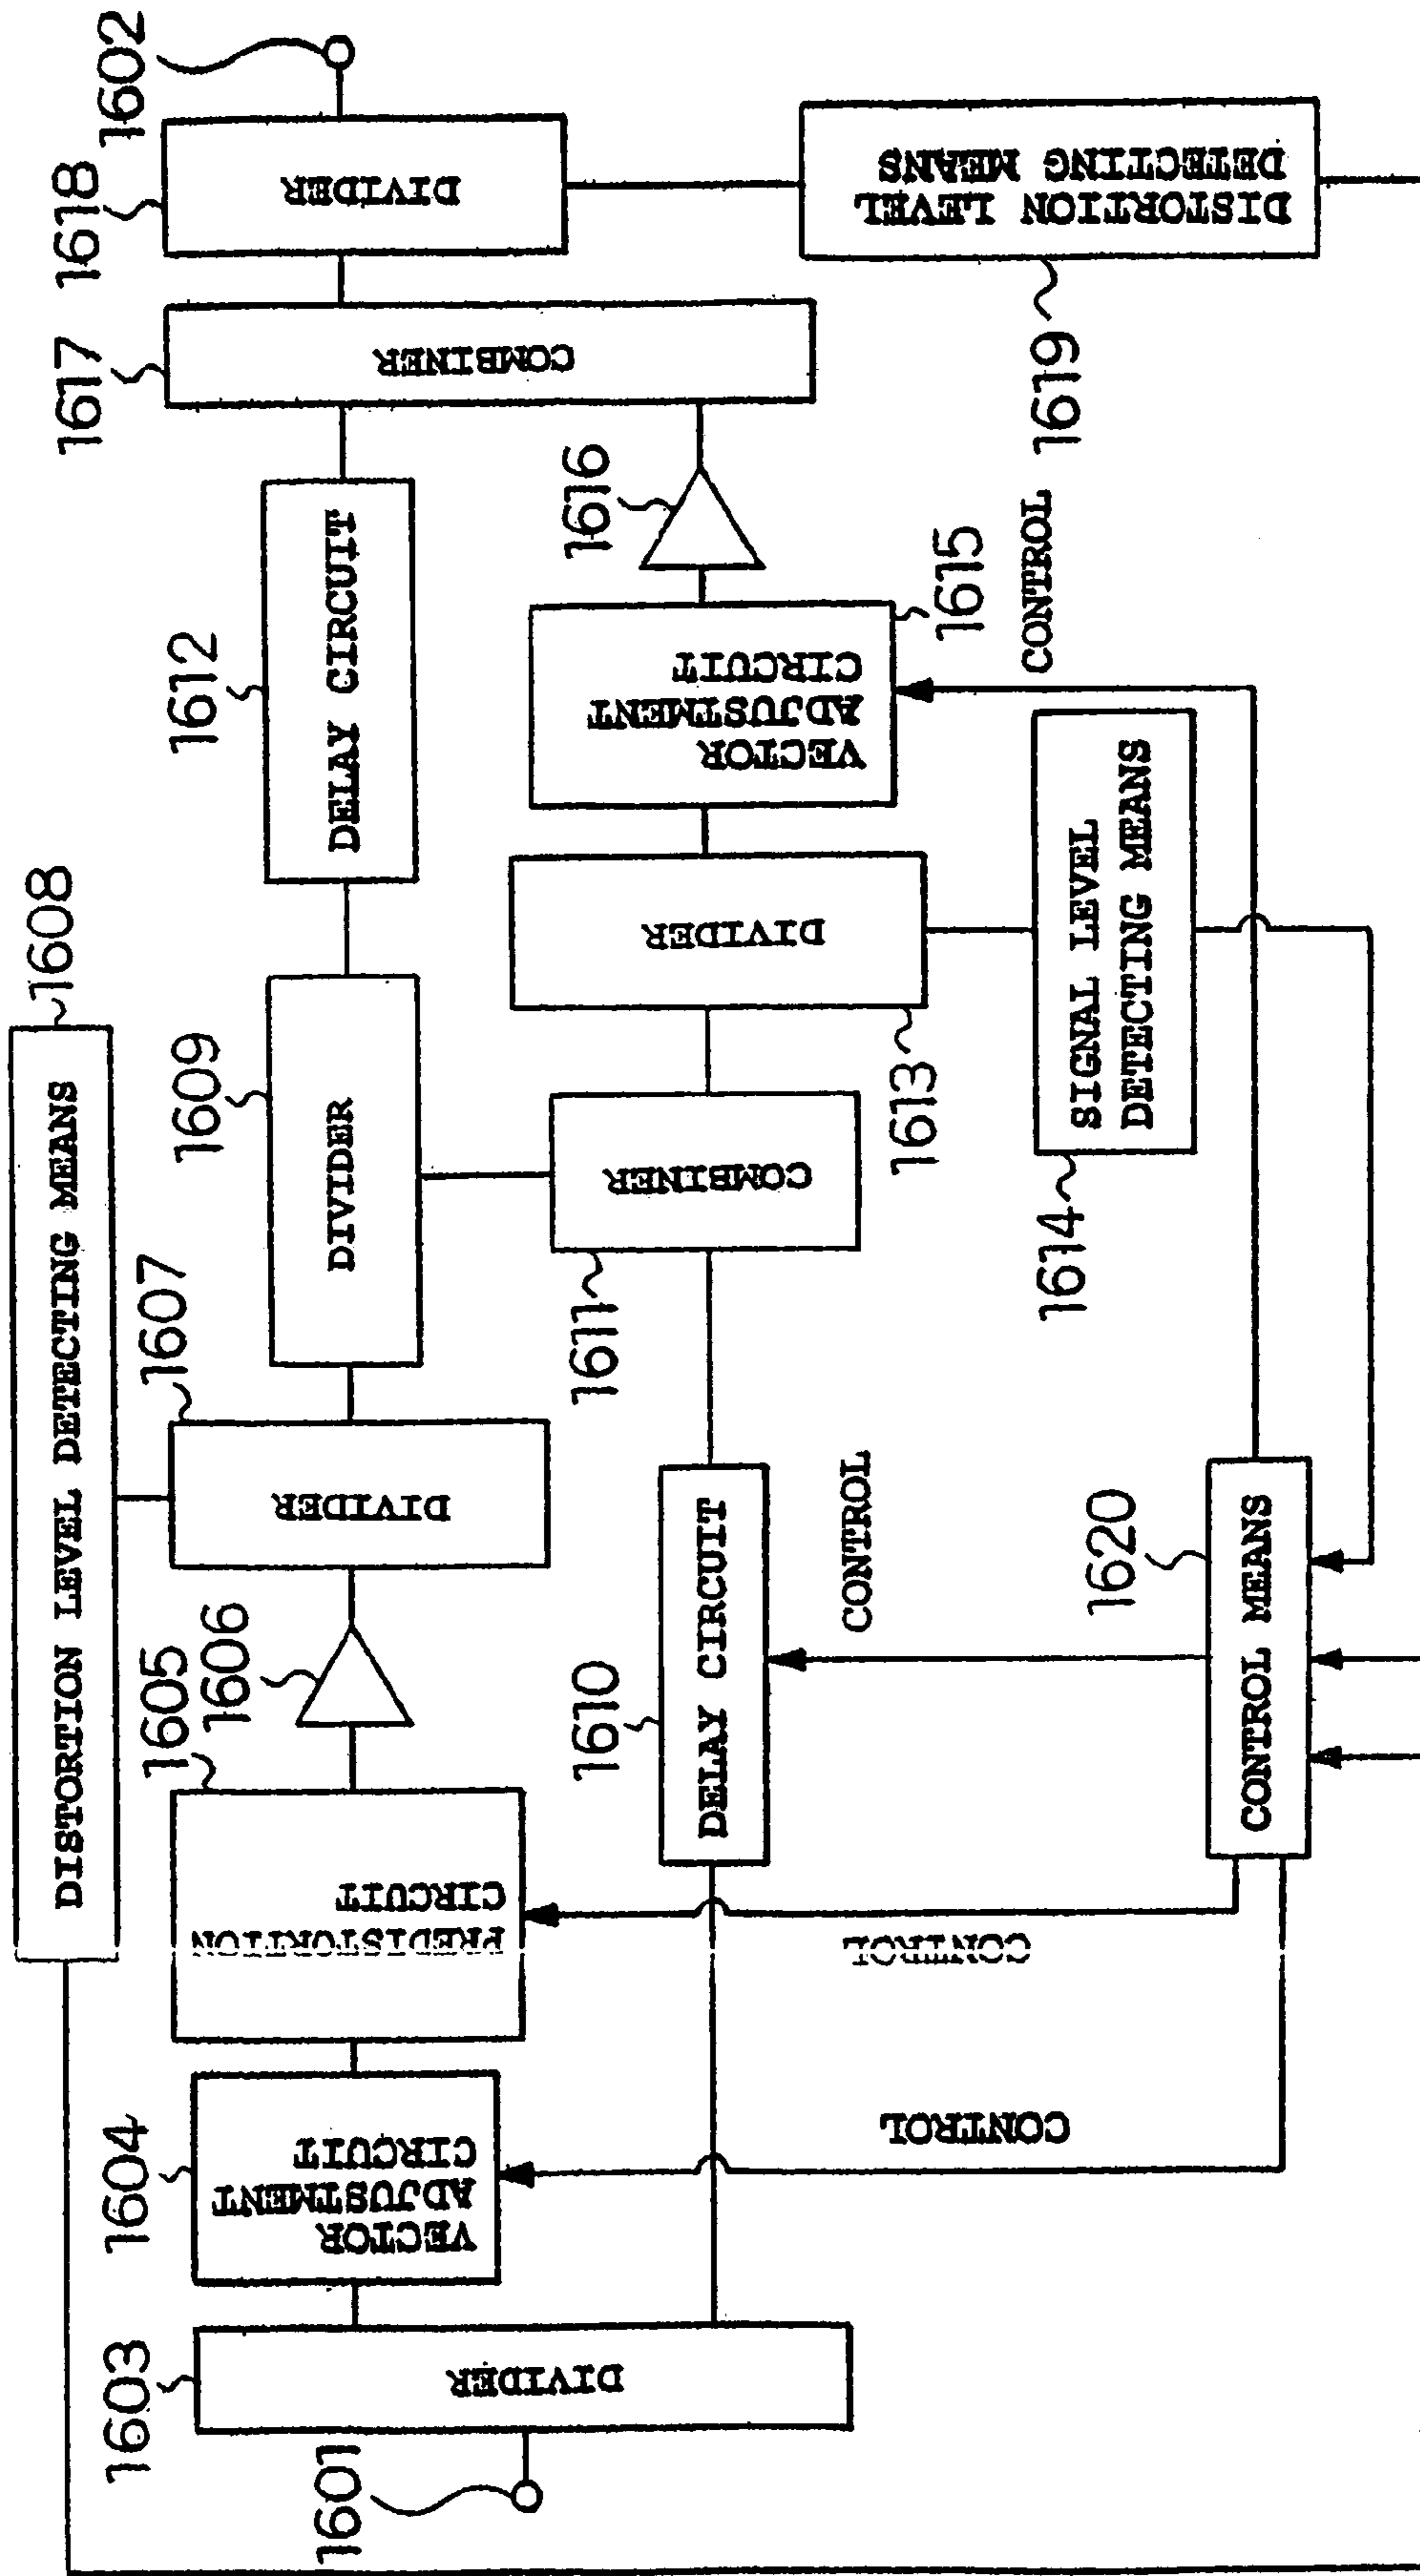 DISTORTION LEVEL DETECTING MEANS
1608
1601
1603
DIVIDER
1604
VECTOR
ADJUSTMENT
CIRCUIT
1605
PREDISTORTION
CIRCUIT
1606
1607
DIVIDER
1609
DIVIDER
1612
DELAY CIRCUIT
1617
COMBINER
1618
DIVIDER
1602
1610
DELAY CIRCUIT
1611
COMBINER
1613
DIVIDER
1615
VECTOR
ADJUSTMENT
CIRCUIT
1616
1614
SIGNAL LEVEL
DETECTING MEANS
1619
DISTORTION LEVEL
DETECTING MEANS
CONTROL
CONTROL
CONTROL
CONTROL
1620
CONTROL MEANS